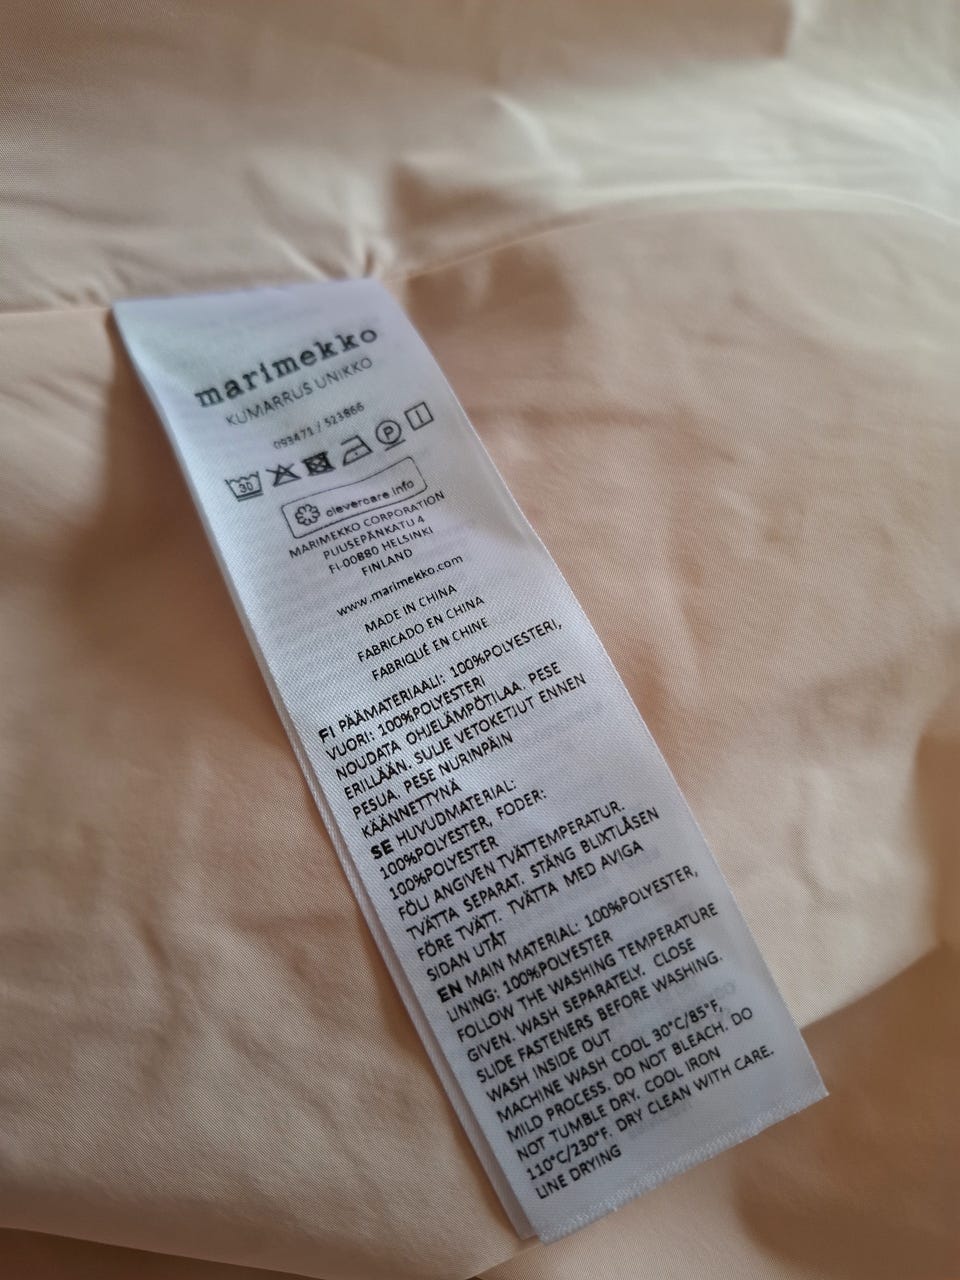 marimekko
KUMARRUS UNIKKO
093471 / 523866
30 P
clevercare.info
MARIMEKKO CORPORATION
PUUSEPÄNKATU 4
FI-00880 HELSINKI
FINLAND
www.marimekko.com
MADE IN CHINA
FABRICADO EN CHINA
FABRIQUÉ EN CHINE
FI PÄÄMATERIAALI: 100%POLYESTERI,
VUORI: 100%POLYESTERI
NOUDATA OHJELÄMPÖTILAA. PESE
ERILLÄÄN. SULJE VETOKETJUT ENNEN
PESUA. PESE NURINPÄIN
KÄÄNNETTYNÄ
SE HUVUDMATERIAL:
100%POLYESTER, FODER:
100%POLYESTER
FÖLJ ANGIVEN TVÄTTEMPERATUR.
TVÄTTA SEPARAT. STÄNG BLIXTLÅSEN
FÖRE TVÄTT. TVÄTTA MED AVIGA
SIDAN UTÅT
EN MAIN MATERIAL: 100%POLYESTER,
LINING: 100%POLYESTER
FOLLOW THE WASHING TEMPERATURE
GIVEN. WASH SEPARATELY. CLOSE
SLIDE FASTENERS BEFORE WASHING.
WASH INSIDE OUT
MACHINE WASH COOL 30°C/85°F,
MILD PROCESS. DO NOT BLEACH. DO
NOT TUMBLE DRY. COOL IRON
110°C/230°F. DRY CLEAN WITH CARE.
LINE DRYING